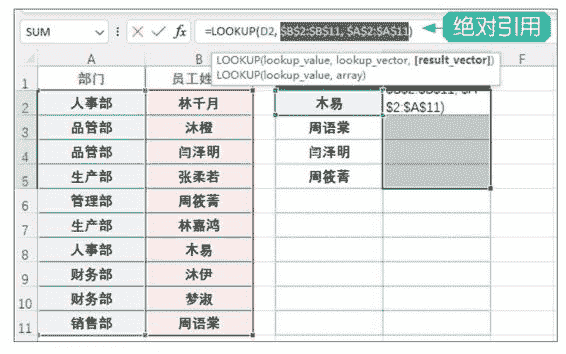 SUM
fx
=LOOKUP(D2, $B$2:$B$11, $A$2:$A$11)
绝对引用
LOOKUP(lookup_value, lookup_vector, [result_vector])
LOOKUP(lookup_value, array)
A B F
1 部门 员工姓
2 人事部 林千月 木易 $B$2:$B$11, $A
$2:$A$11)
3 品管部 沐橙 周语棠
4 品管部 闫泽明 闫泽明
5 生产部 张柔若 周筱菁
6 管理部 周筱菁
7 生产部 林嘉鸿
8 人事部 木易
9 财务部 沐伊
10 财务部 梦淑
11 销售部 周语棠